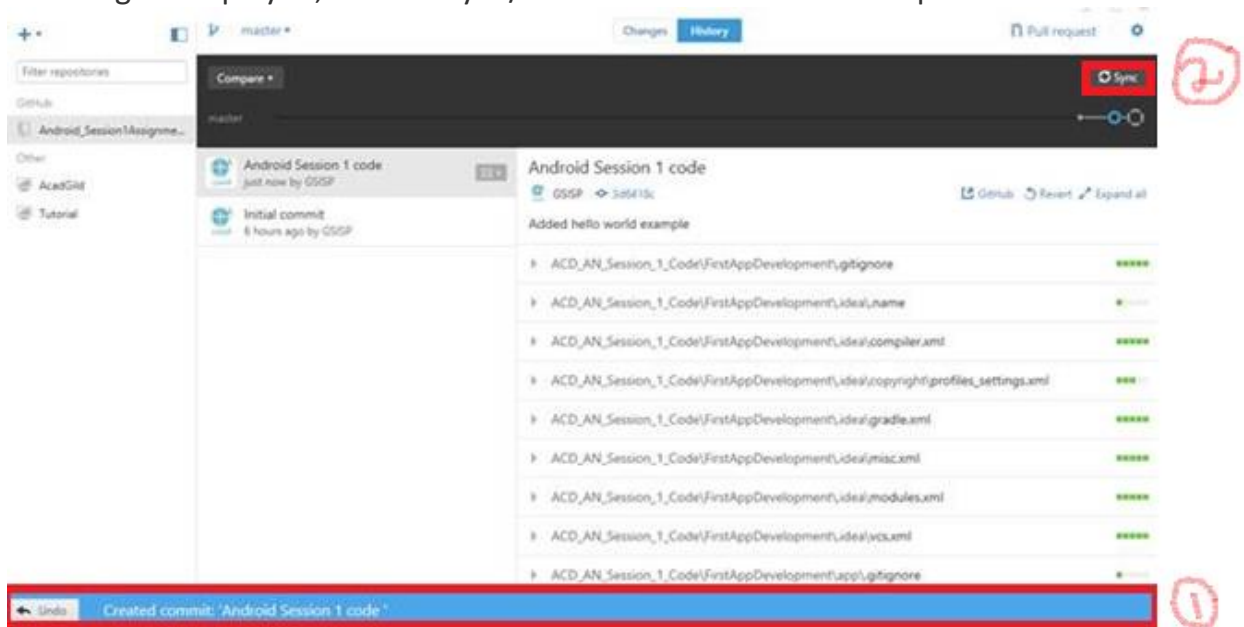 master
Changes History
Pull request
Filter repositories
Compare
Sync
GitHub
master
Android_Session1Assignme...
Other
AcadGild
Tutorial
Android Session 1 code
just now by GSISP
Initial commit
6 hours ago by GSISP
Android Session 1 code
GSISP
GitHub Revert Expand all
Added hello world example
ACD_AN_Session_1_Code\FirstAppDevelopment\.gitignore
ACD_AN_Session_1_Code\FirstAppDevelopment\.idea\.name
ACD_AN_Session_1_Code\FirstAppDevelopment\.idea\compiler.xml
ACD_AN_Session_1_Code\FirstAppDevelopment\.idea\copyright\profiles_settings.xml
ACD_AN_Session_1_Code\FirstAppDevelopment\.idea\gradle.xml
ACD_AN_Session_1_Code\FirstAppDevelopment\.idea\misc.xml
ACD_AN_Session_1_Code\FirstAppDevelopment\.idea\modules.xml
ACD_AN_Session_1_Code\FirstAppDevelopment\.idea\vcs.xml
ACD_AN_Session_1_Code\FirstAppDevelopment\app\.gitignore
Undo Created commit: 'Android Session 1 code '
2
1